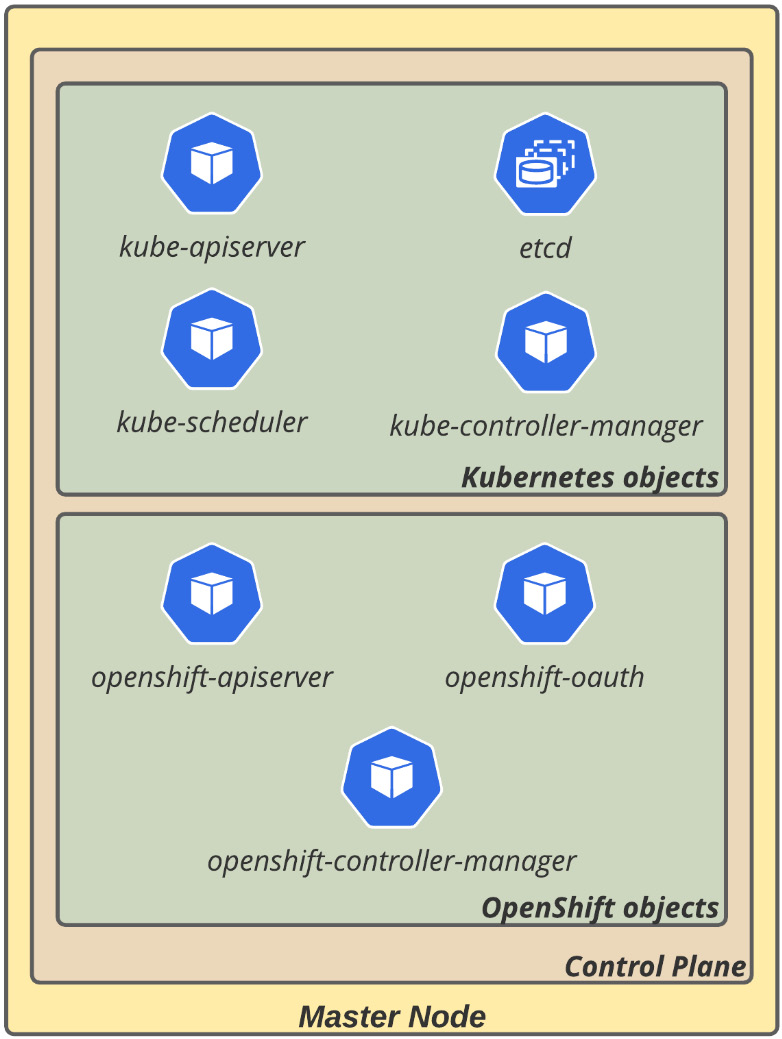 kube-apiserver
etcd
kube-scheduler
kube-controller-manager
Kubernetes objects
openshift-apiserver
openshift-oauth
openshift-controller-manager
OpenShift objects
Control Plane
Master Node